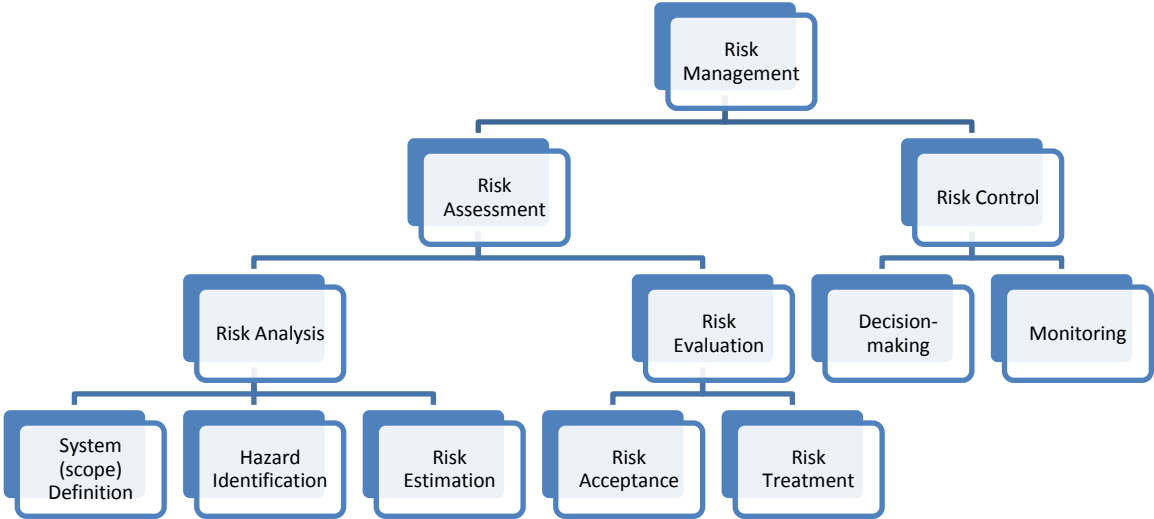 Risk
Management
Risk
Assessment
Risk Control
Risk Analysis
Risk
Evaluation
Decision-
making
Monitoring
System
(scope)
Definition
Hazard
Identification
Risk
Estimation
Risk
Acceptance
Risk
Treatment